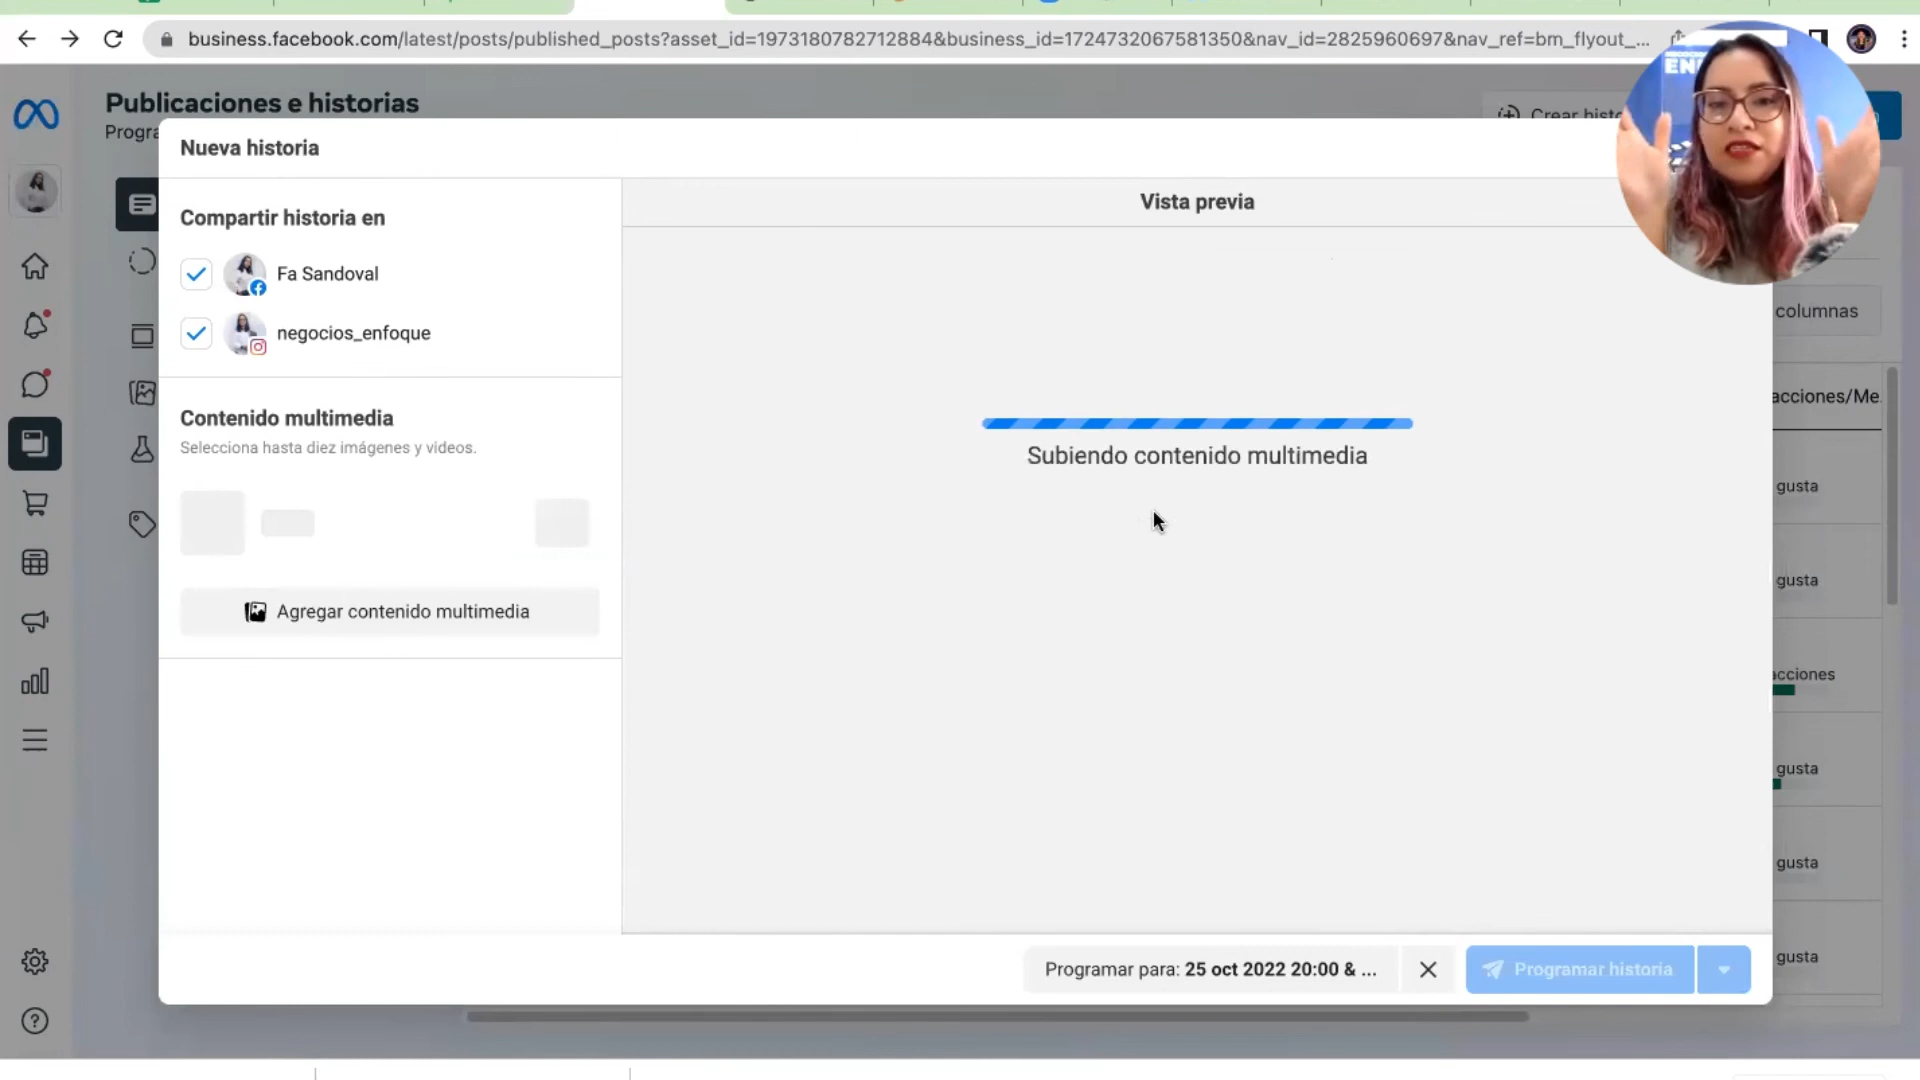 business.facebook.com/latest/posts/published_posts?asset_id=1973180782712884&business_id=1724732067581350&nav_id=2825960697&nav_ref=bm_flyout_...
ENF
Publicaciones e historias
Crear histo
Progra
Nueva historia
Compartir historia en
Vista previa
Fa Sandoval
negocios_enfoque
columnas
Contenido multimedia
Selecciona hasta diez imágenes y videos.
acciones/Me.
Subiendo contenido multimedia
gusta
Agregar contenido multimedia
gusta
acciones
gusta
gusta
gusta
Programar para: 25 oct 2022 20:00 & ...
Programar historia